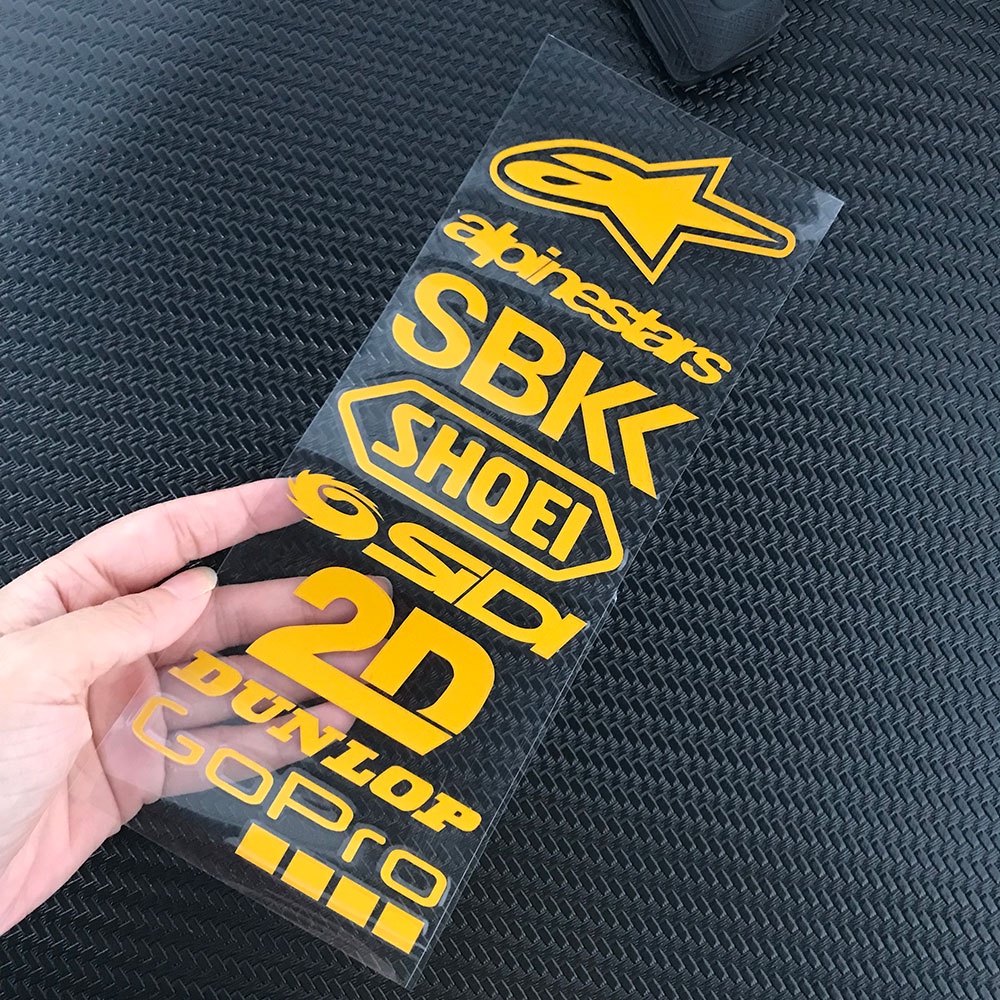 alpinestars
SBK
SHOEI
SIDI
2D
DUNLOP
GoPro